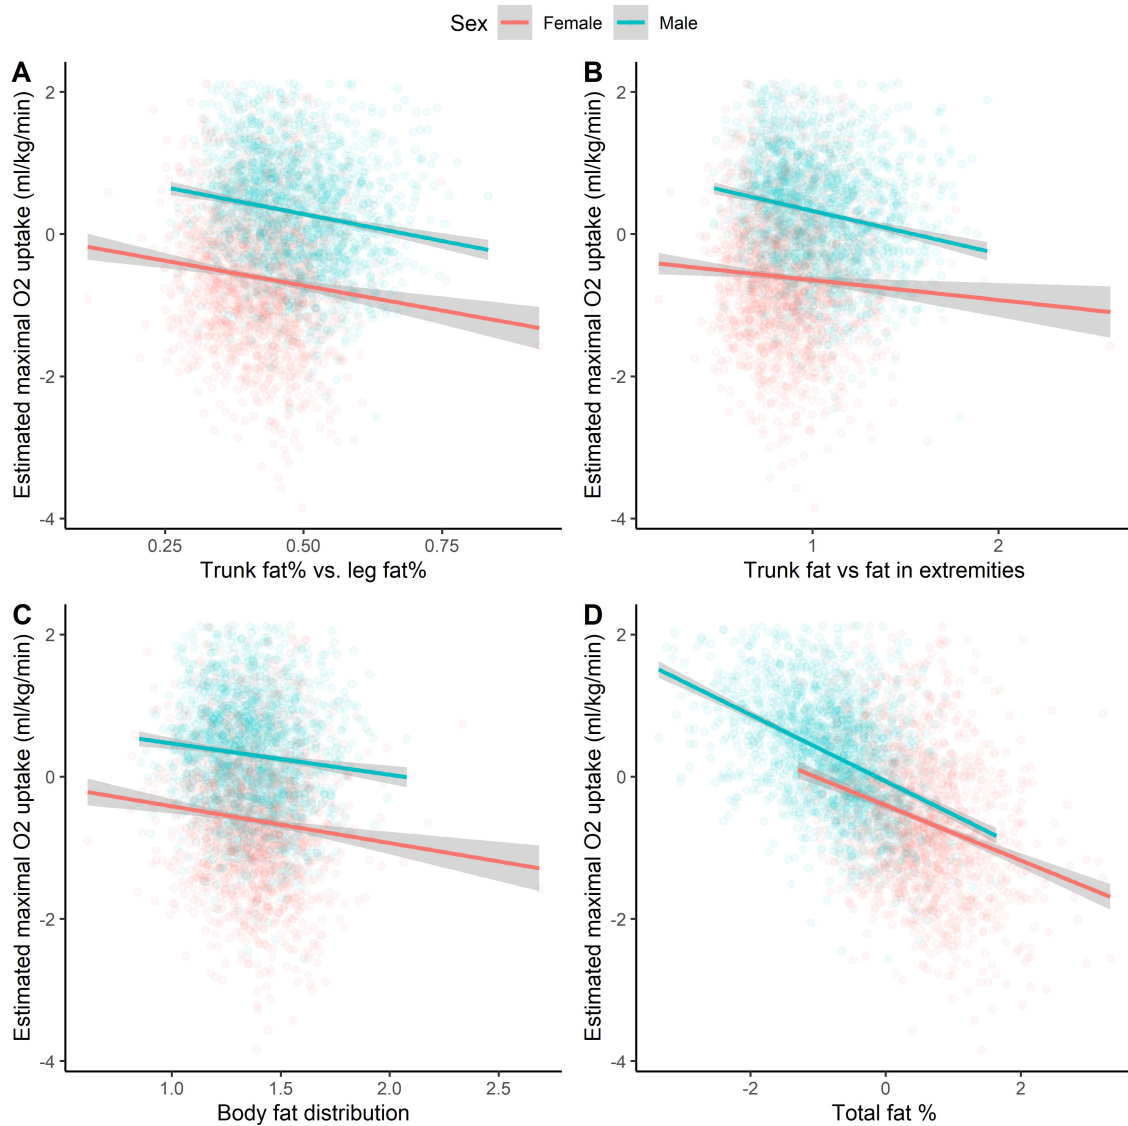 Sex Female Male
A
Estimated maximal O2 uptake (ml/kg/min)
2
0
-2
-4
0.25 0.50 0.75
Trunk fat% vs. leg fat%
B
Estimated maximal O2 uptake (ml/kg/min)
2
0
-2
-4
1 2
Trunk fat vs fat in extremities
C
Estimated maximal O2 uptake (ml/kg/min)
2
0
-2
-4
1.0 1.5 2.0 2.5
Body fat distribution
D
Estimated maximal O2 uptake (ml/kg/min)
2
0
-2
-4
-2 0 2
Total fat %